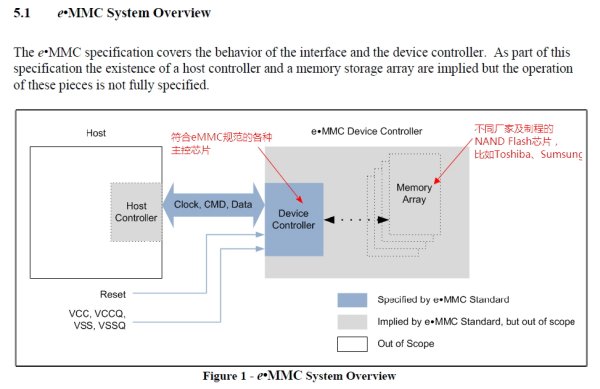 5.1 e•MMC System Overview
The e•MMC specification covers the behavior of the interface and the device controller. As part of this
specification the existence of a host controller and a memory storage array are implied but the operation
of these pieces is not fully specified.
Host
符合eMMC规范的各种
主控芯片
e•MMC Device Controller
不同厂家及制程的
NAND Flash芯片，
比如Toshiba、Sumsung
Host
Controller
Clock, CMD, Data
Device
Controller
Memory
Array
Reset
VCC, VCCQ,
VSS, VSSQ
Specified by e•MMC Standard
Implied by e•MMC Standard, but out of scope
Out of Scope
Figure 1 - e•MMC System Overview